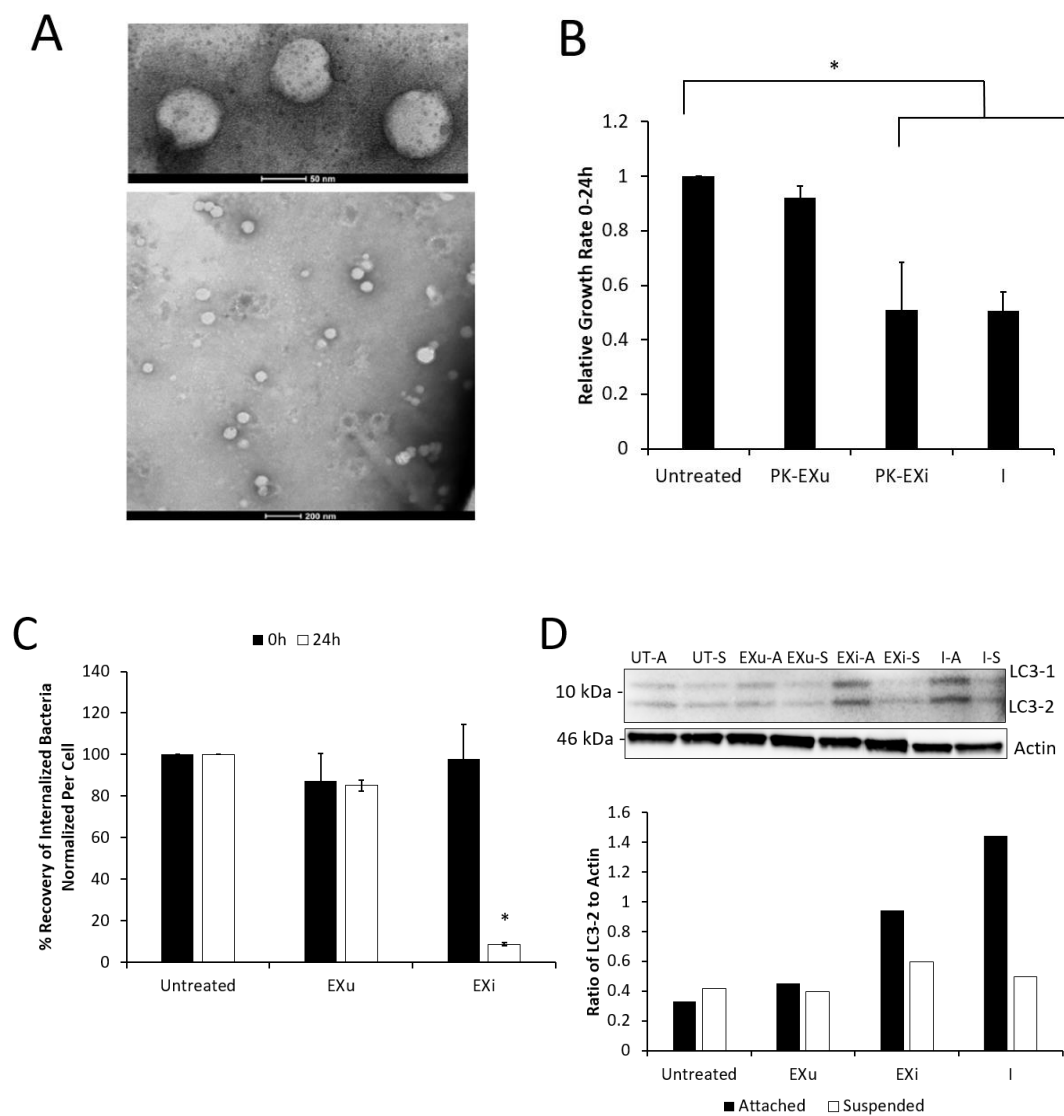 A
50 nm
200 nm
B
*
Relative Growth Rate 0-24h
1.2
1
0.8
0.6
0.4
0.2
0
Untreated PK-EXu PK-EXi I
C
0h 24h
% Recovery of Internalized Bacteria
Normalized Per Cell
140
120
100
80
60
40
20
0
*
Untreated EXu EXi
D
UT-A UT-S EXu-A EXu-S EXi-A EXi-S I-A I-S
LC3-1
10 kDa -
LC3-2
46 kDa -
Actin
Ratio of LC3-2 to Actin
1.6
1.4
1.2
1
0.8
0.6
0.4
0.2
0
Untreated EXu EXi I
Attached Suspended